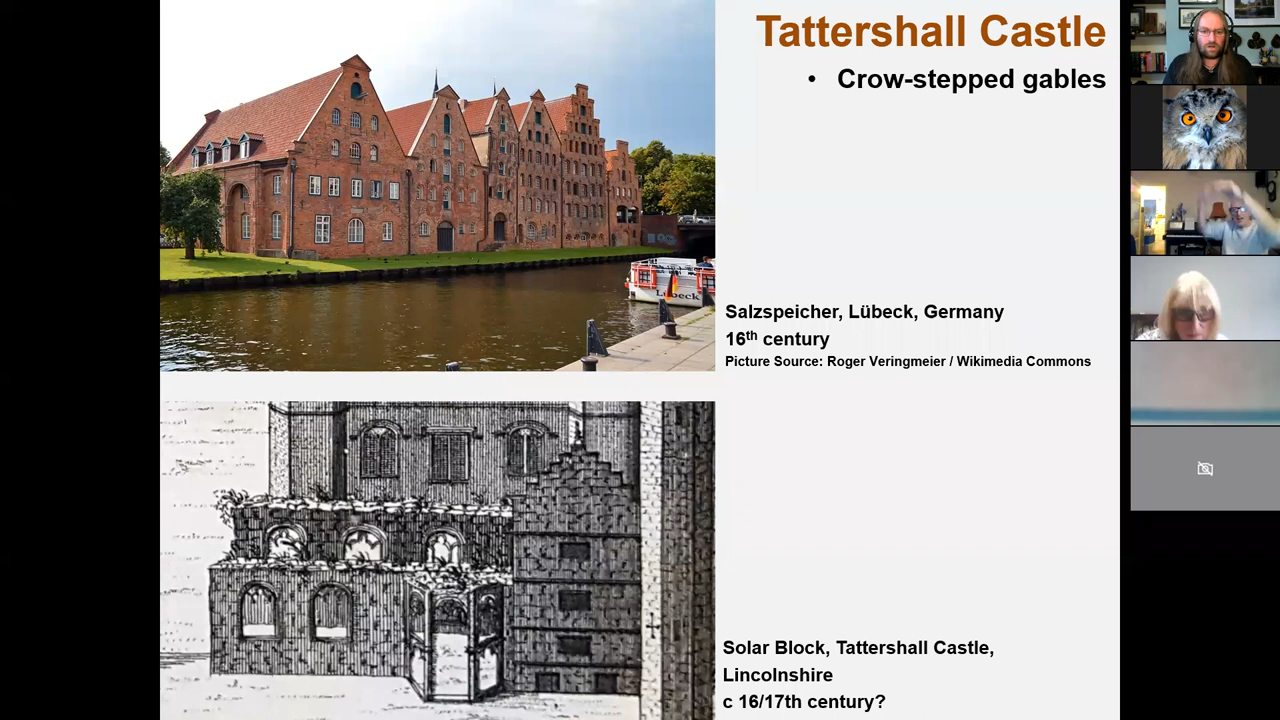 Tattershall Castle
• Crow-stepped gables
Lübeck
Salzspeicher, Lübeck, Germany
16th century
Picture Source: Roger Veringmeier / Wikimedia Commons
Solar Block, Tattershall Castle,
Lincolnshire
c 16/17th century?